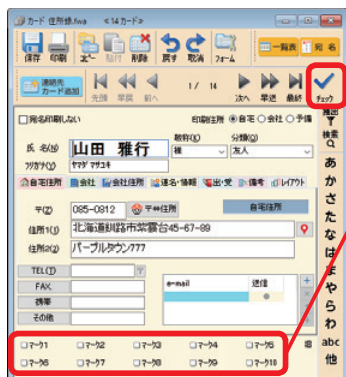 カード 住所録.fwa ≪14カード≫
保存 印刷 コピー 貼付 削除 戻す 取消 フォーム 一覧表 宛名
連絡先カード追加 先頭 早戻 前へ 1/ 14 次へ 早送 最終 チェック
宛名印刷しない 印刷住所 自宅 会社 予備
抽出
敬称(K) 分類(G)
氏 名(N) 山田 雅行 様 友人
検索
フリガナ(Y) ヤマダ マサユキ
自宅住所 会社 会社住所 連名・情報 喪出・受 備考 レイアウト
〒(Z) 085-0812 〒⇔住所 自宅住所
住所1(J) 北海道釧路市紫雲台45-67-89
住所2(J) パープルタウン777
TEL(T)
FAX
携帯
その他
e-mail 送信
マーク1 マーク2 マーク3 マーク4 マーク5
マーク6 マーク7 マーク8 マーク9 マーク10
あ
か
さ
た
な
は
ま
や
ら
わ
abc
他